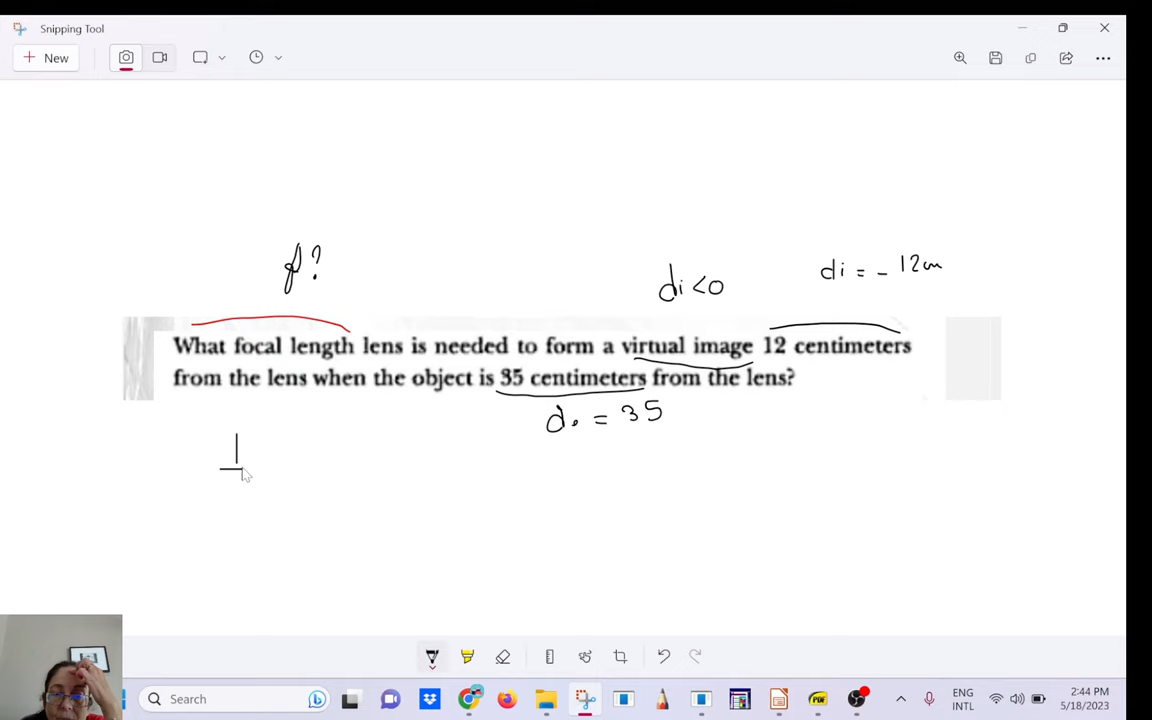 Snipping Tool
New
f?
di<0
di = - 12cm
What focal length lens is needed to form a virtual image 12 centimeters
from the lens when the object is 35 centimeters from the lens?
do = 35
1
Search
ENG
INTL
2:44 PM
5/18/2023